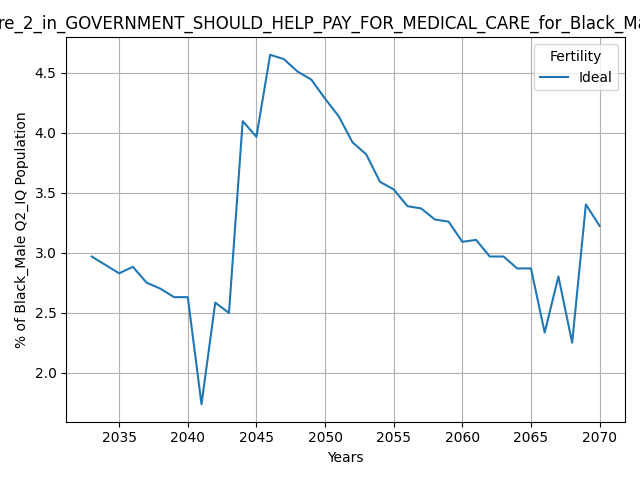 re_2_in_GOVERNMENT_SHOULD_HELP_PAY_FOR_MEDICAL_CARE_for_Black_Ma
Fertility
Ideal
% of Black_Male Q2_IQ Population
4.5
4.0
3.5
3.0
2.5
2.0
2035 2040 2045 2050 2055 2060 2065 2070
Years